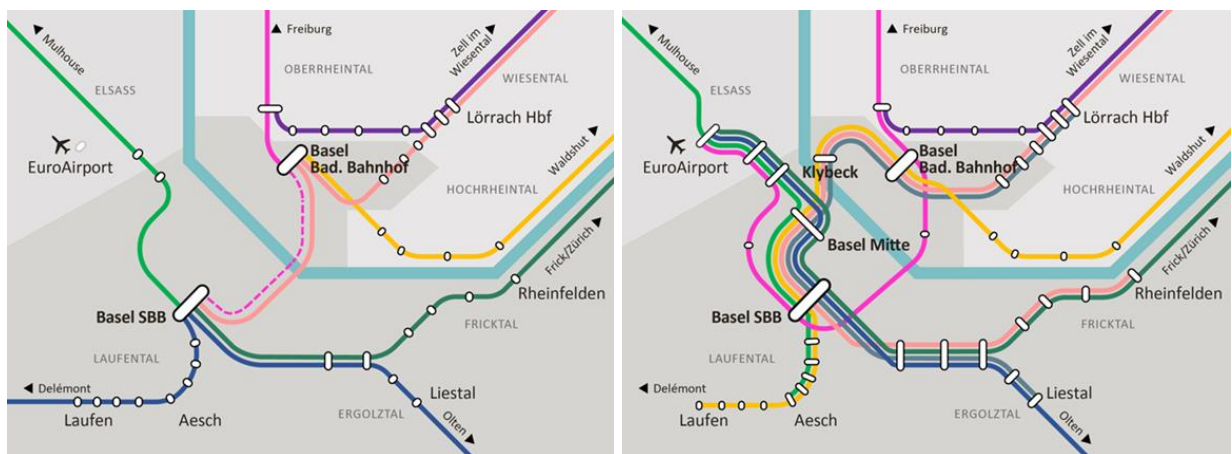 Mulhouse
Freiburg
Zell im
Wiesental
OBERRHEINTAL
WIESENTAL
ELSASS
Lörrach Hbf
EuroAirport
Basel
Bad. Bahnhof
Waldshut
HOCHRHEINTAL
Frick/Zürich
Rheinfelden
Basel SBB
FRICKTAL
LAUFENTAL
Delémont
Liestal
Laufen
Aesch
ERGOLZTAL
Olten
Mulhouse
Freiburg
Zell im
Wiesental
OBERRHEINTAL
WIESENTAL
ELSASS
Lörrach Hbf
EuroAirport
Klybeck
Basel
Bad. Bahnhof
Waldshut
HOCHRHEINTAL
Basel Mitte
Frick/Zürich
Rheinfelden
Basel SBB
FRICKTAL
LAUFENTAL
Delémont
Liestal
Laufen
Aesch
ERGOLZTAL
Olten